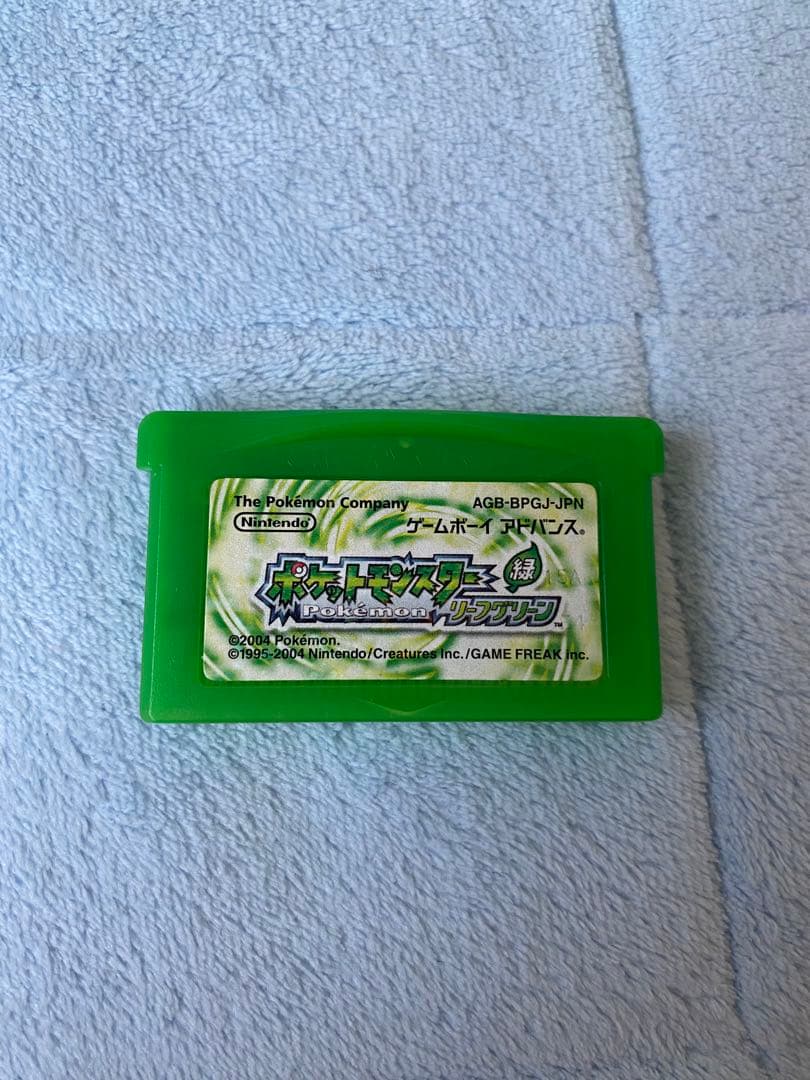 The Pokémon Company
AGB-BPGJ-JPN
Nintendo
ゲームボーイ アドバンス®
ポケットモンスター
緑
Pokémon
リーフグリーン™
©2004 Pokémon.
©1995-2004 Nintendo/Creatures Inc./GAME FREAK inc.